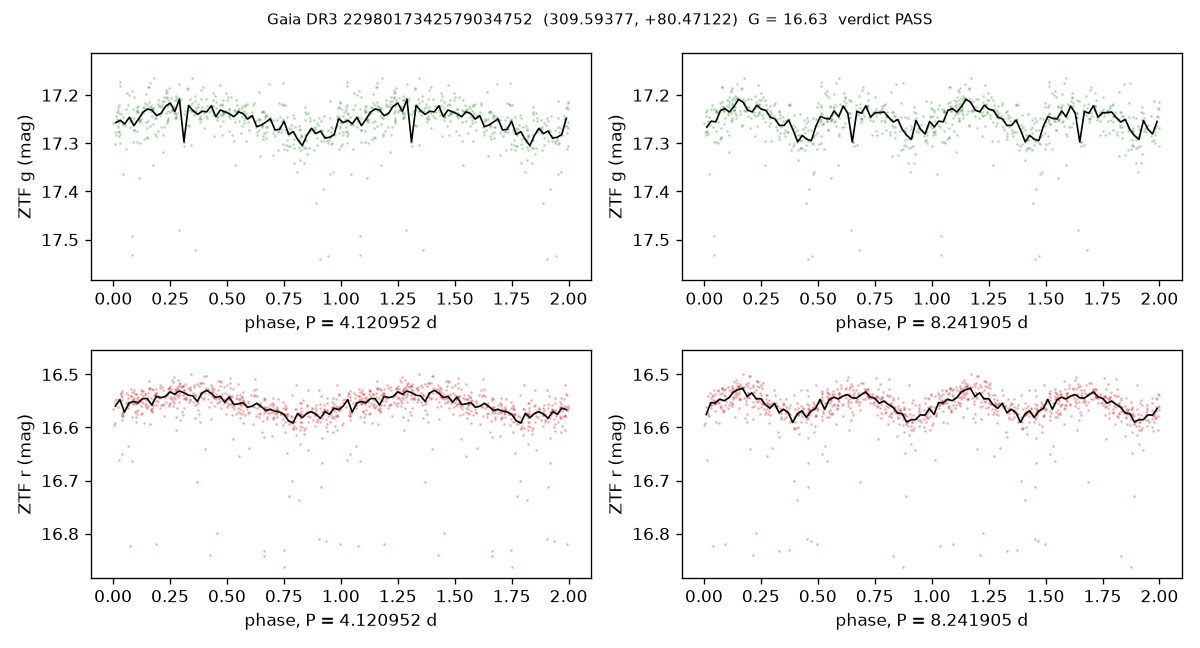 Gaia DR3 2298017342579034752 (309.59377, +80.47122) G = 16.63 verdict PASS
ZTF g (mag)
17.2
17.3
17.4
17.5
0.00 0.25 0.50 0.75 1.00 1.25 1.50 1.75 2.00
phase, P = 4.120952 d
ZTF g (mag)
17.2
17.3
17.4
17.5
0.00 0.25 0.50 0.75 1.00 1.25 1.50 1.75 2.00
phase, P = 8.241905 d
ZTF r (mag)
16.5
16.6
16.7
16.8
0.00 0.25 0.50 0.75 1.00 1.25 1.50 1.75 2.00
phase, P = 4.120952 d
ZTF r (mag)
16.5
16.6
16.7
16.8
0.00 0.25 0.50 0.75 1.00 1.25 1.50 1.75 2.00
phase, P = 8.241905 d